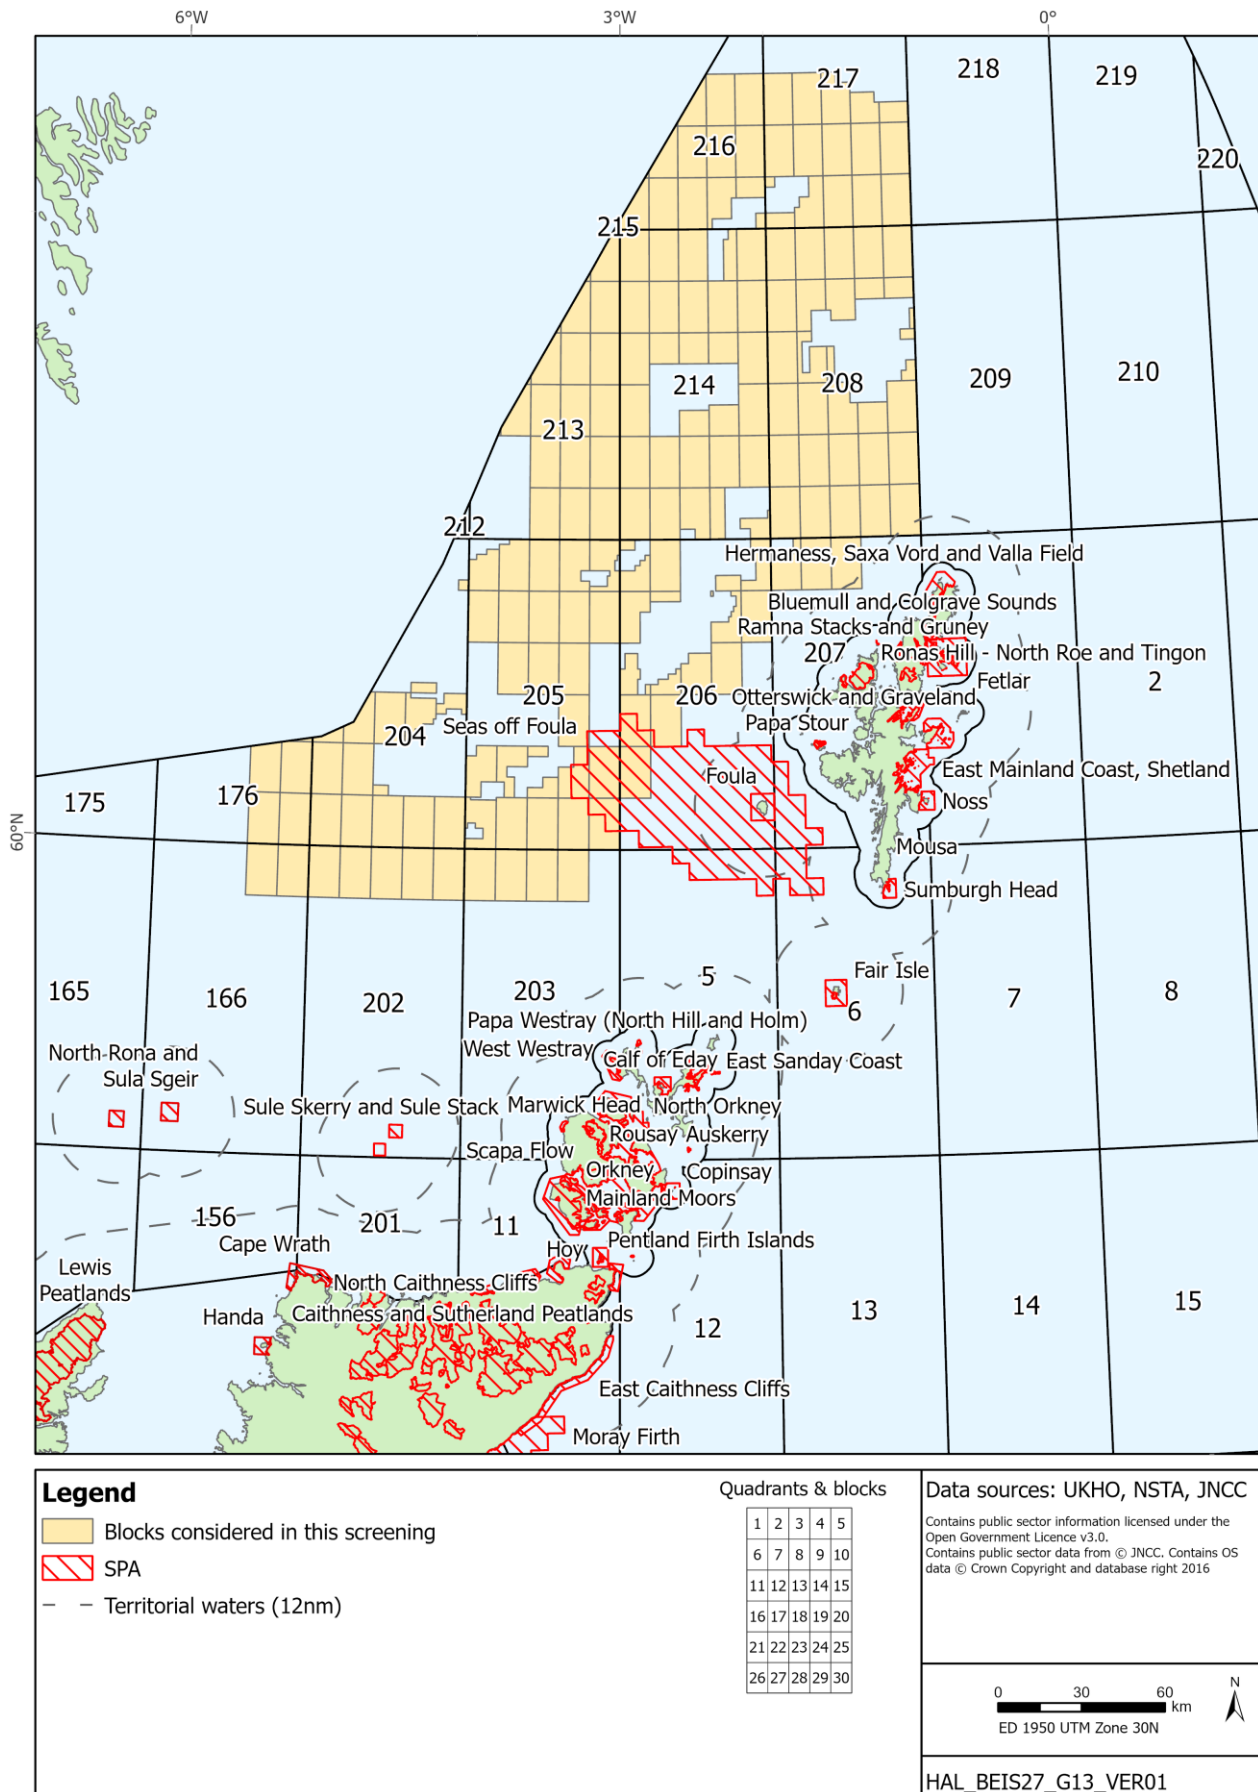 6°W
3°W
0°
217
218
219
216
220
215
214
208
209
210
213
212
Hermaness, Saxa Vord and Valla Field
Bluemull and Colgrave Sounds
Ramna Stacks and Gruney
207
Ronas Hill - North Roe and Tingon
205
206
Otterswick and Graveland
Fetlar
2
204
Seas off Foula
Papa Stour
Foula
East Mainland Coast, Shetland
175
176
Noss
60°N
Mousa
Sumburgh Head
165
166
202
203
5
Fair Isle
6
7
8
Papa Westray (North Hill and Holm)
North Rona and
Sula Sgeir
West Westray
Calf of Eday
East Sanday Coast
Sule Skerry and Sule Stack
Marwick Head
North Orkney
Rousay
Auskerry
Scapa Flow
Orkney
Mainland Moors
Copinsay
156
201
11
Cape Wrath
Hoy
Pentland Firth Islands
Lewis
Peatlands
North Caithness Cliffs
Handa
Caithness and Sutherland Peatlands
12
13
14
15
East Caithness Cliffs
Moray Firth
Legend
Blocks considered in this screening
SPA
Territorial waters (12nm)
Quadrants & blocks
1 2 3 4 5
6 7 8 9 10
11 12 13 14 15
16 17 18 19 20
21 22 23 24 25
26 27 28 29 30
Data sources: UKHO, NSTA, JNCC
Contains public sector information licensed under the
Open Government Licence v3.0.
Contains public sector data from © JNCC. Contains OS
data © Crown Copyright and database right 2016
0 30 60
km
N
ED 1950 UTM Zone 30N
HAL_BEIS27_G13_VER01